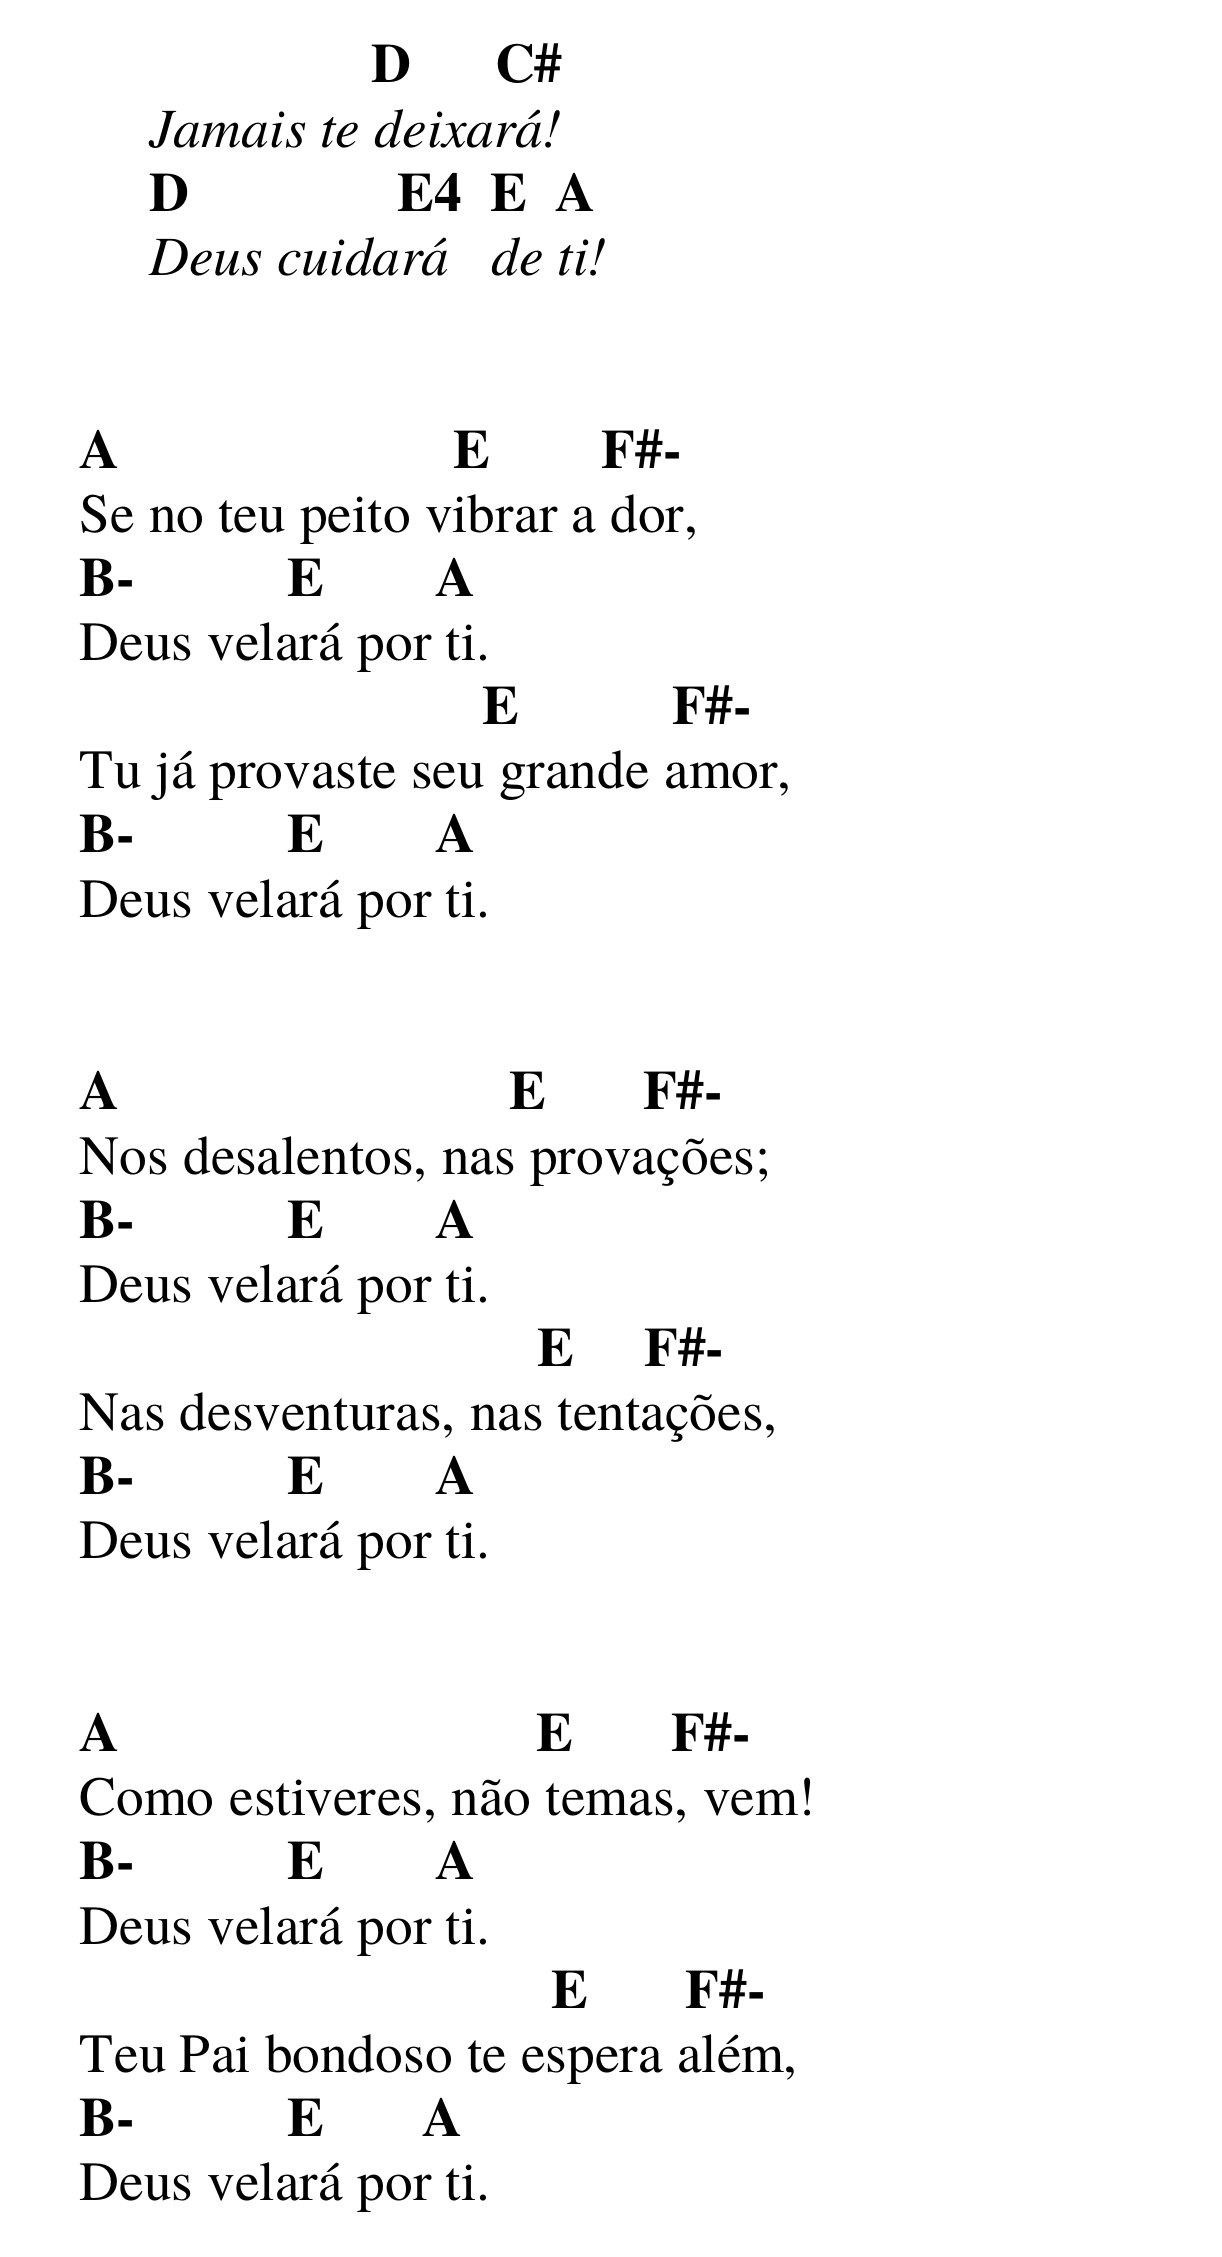 D C#
Jamais te deixará!
D E4 E A
Deus cuidará de ti!
A E F#-
Se no teu peito vibrar a dor,
B- E A
Deus velará por ti.
E F#-
Tu já provaste seu grande amor,
B- E A
Deus velará por ti.
A E F#-
Nos desalentos, nas provações;
B- E A
Deus velará por ti.
E F#-
Nas desventuras, nas tentações,
B- E A
Deus velará por ti.
A E F#-
Como estiveres, não temas, vem!
B- E A
Deus velará por ti.
E F#-
Teu Pai bondoso te espera além,
B- E A
Deus velará por ti.